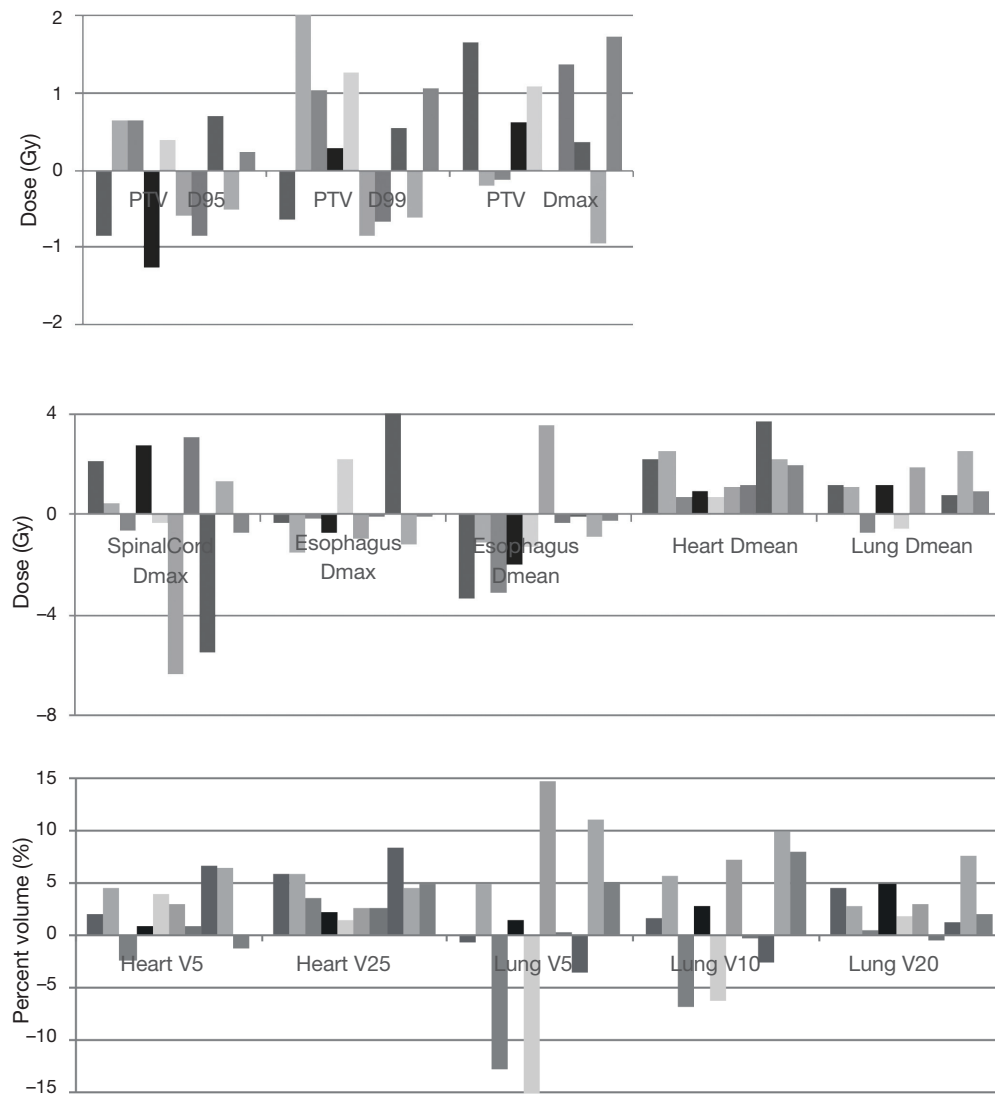 2
1
0
−1
−2
Dose (Gy)
PTV D95
PTV D99
PTV Dmax
4
0
−4
−8
Dose (Gy)
SpinalCord
Dmax
Esophagus
Dmax
Esophagus
Dmean
Heart Dmean
Lung Dmean
15
10
5
0
−5
−10
−15
Percent volume (%)
Heart V5
Heart V25
Lung V5
Lung V10
Lung V20